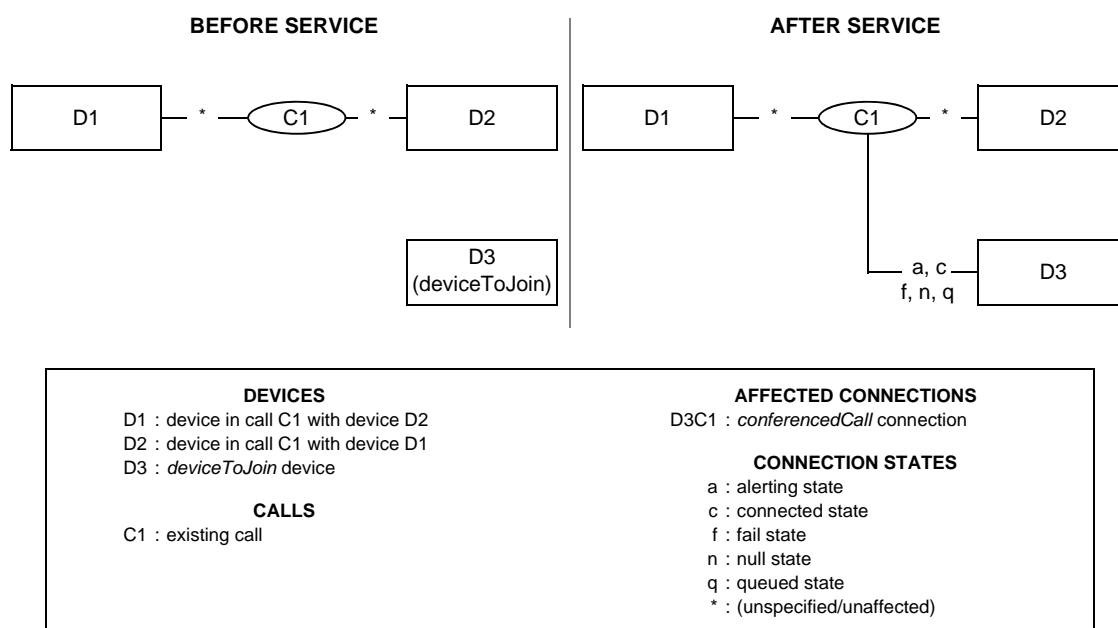 BEFORE SERVICE
D1
*
C1
*
D2
D3
(deviceToJoin)
AFTER SERVICE
D1
*
C1
*
D2
a, c
f, n, q
D3
DEVICES
D1 : device in call C1 with device D2
D2 : device in call C1 with device D1
D3 : deviceToJoin device
CALLS
C1 : existing call
AFFECTED CONNECTIONS
D3C1 : conferencedCall connection
CONNECTION STATES
a : alerting state
c : connected state
f : fail state
n : null state
q : queued state
* : (unspecified/unaffected)